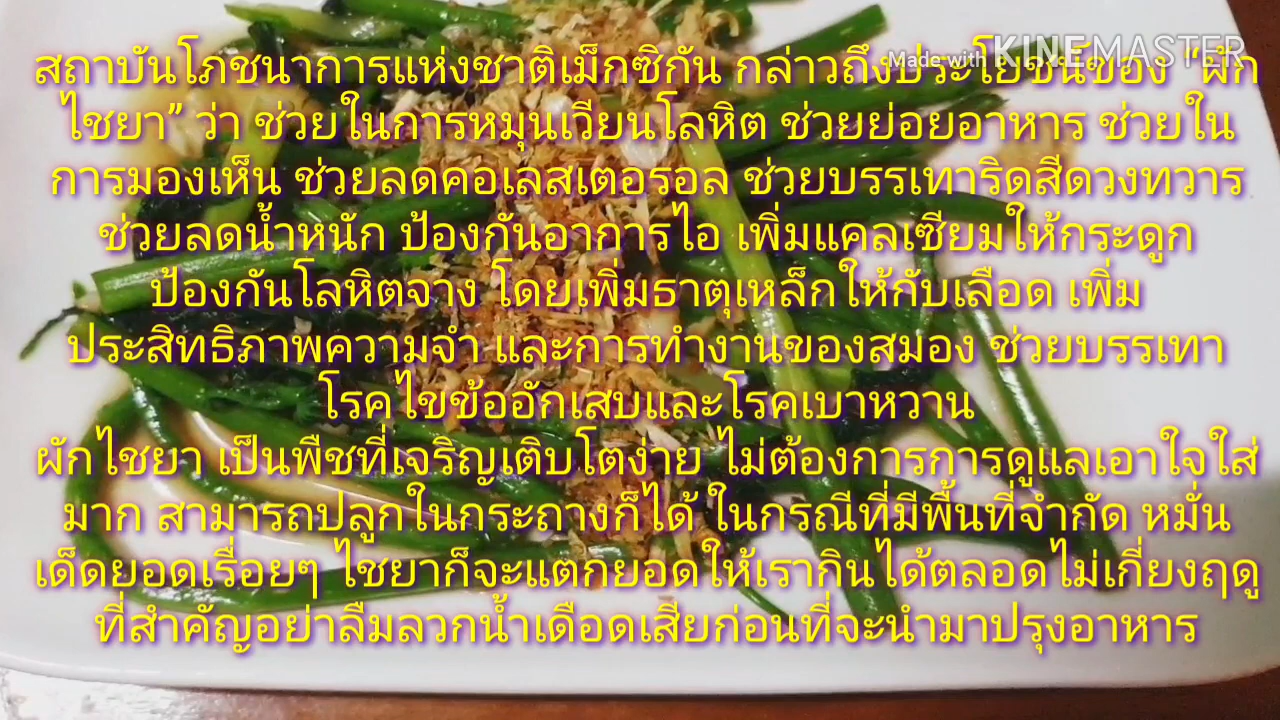 Made with KINEMASTER
สถาบันโภชนาการแห่งชาติเม็กซิกัน กล่าวถึงประโยชน์ของ “ผัก
ไชยา” ว่า ช่วยในการหมุนเวียนโลหิต ช่วยย่อยอาหาร ช่วยใน
การมองเห็น ช่วยลดคอเลสเตอรอล ช่วยบรรเทาริดสีดวงทวาร
ช่วยลดน้ำหนัก ป้องกันอาการไอ เพิ่มแคลเซียมให้กระดูก
ป้องกันโลหิตจาง โดยเพิ่มธาตุเหล็กให้กับเลือด เพิ่ม
ประสิทธิภาพความจำ และการทำงานของสมอง ช่วยบรรเทา
โรคไขข้ออักเสบและโรคเบาหวาน
ผักไชยา เป็นพืชที่เจริญเติบโตง่าย ไม่ต้องการการดูแลเอาใจใส่
มาก สามารถปลูกในกระถางก็ได้ ในกรณีที่มีพื้นที่จำกัด หมั่น
เด็ดยอดเรื่อยๆ ไชยาก็จะแตกยอดให้เรากินได้ตลอดไม่เกี่ยงฤดู
ที่สำคัญอย่าลืมลวกน้ำเดือดเสียก่อนที่จะนำมาปรุงอาหาร